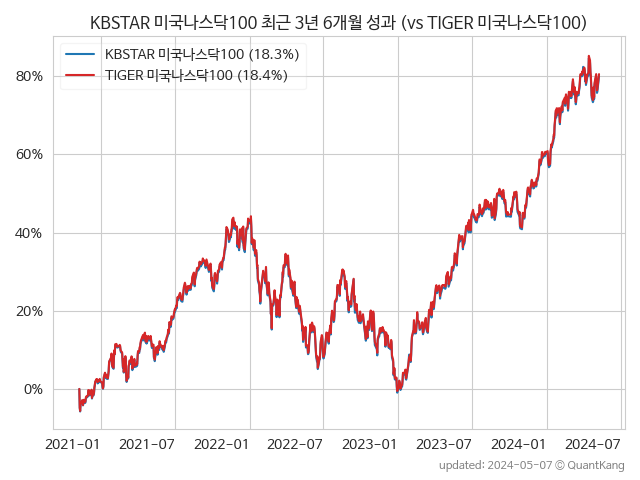 KBSTAR 미국나스닥100 최근 3년 6개월 성과 (vs TIGER 미국나스닥100)
KBSTAR 미국나스닥100 (18.3%)
TIGER 미국나스닥100 (18.4%)
80%
60%
40%
20%
0%
2021-01 2021-07 2022-01 2022-07 2023-01 2023-07 2024-01 2024-07
updated: 2024-05-07 © QuantKang